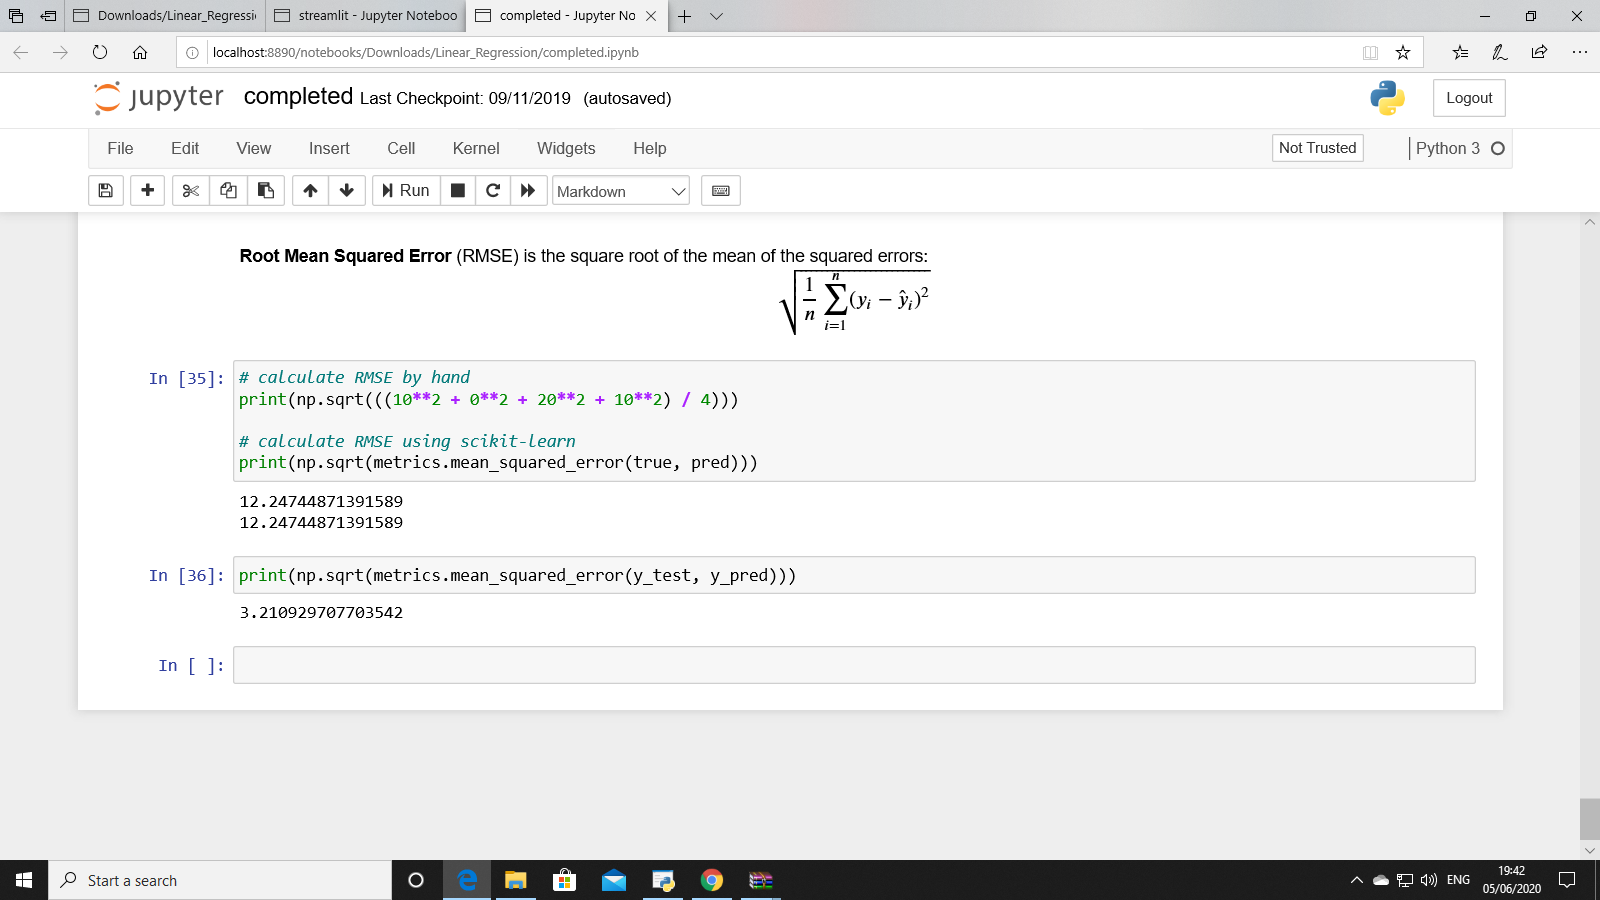 Downloads/Linear_Regressi
streamlit - Jupyter Noteboo
completed - Jupyter No
localhost:8890/notebooks/Downloads/Linear_Regression/completed.ipynb
jupyter completed Last Checkpoint: 09/11/2019 (autosaved)
Logout
File Edit View Insert Cell Kernel Widgets Help
Not Trusted
Python 3
Run
Markdown
Root Mean Squared Error (RMSE) is the square root of the mean of the squared errors:
√(1/n ∑_{i=1}^{n} (y_i − ŷ_i)²)
In [35]:
# calculate RMSE by hand
print(np.sqrt(((10**2 + 0**2 + 20**2 + 10**2) / 4)))
# calculate RMSE using scikit-learn
print(np.sqrt(metrics.mean_squared_error(true, pred)))
12.24744871391589
12.24744871391589
In [36]:
print(np.sqrt(metrics.mean_squared_error(y_test, y_pred)))
3.210929707703542
In [ ]:
Start a search
ENG
19:42
05/06/2020